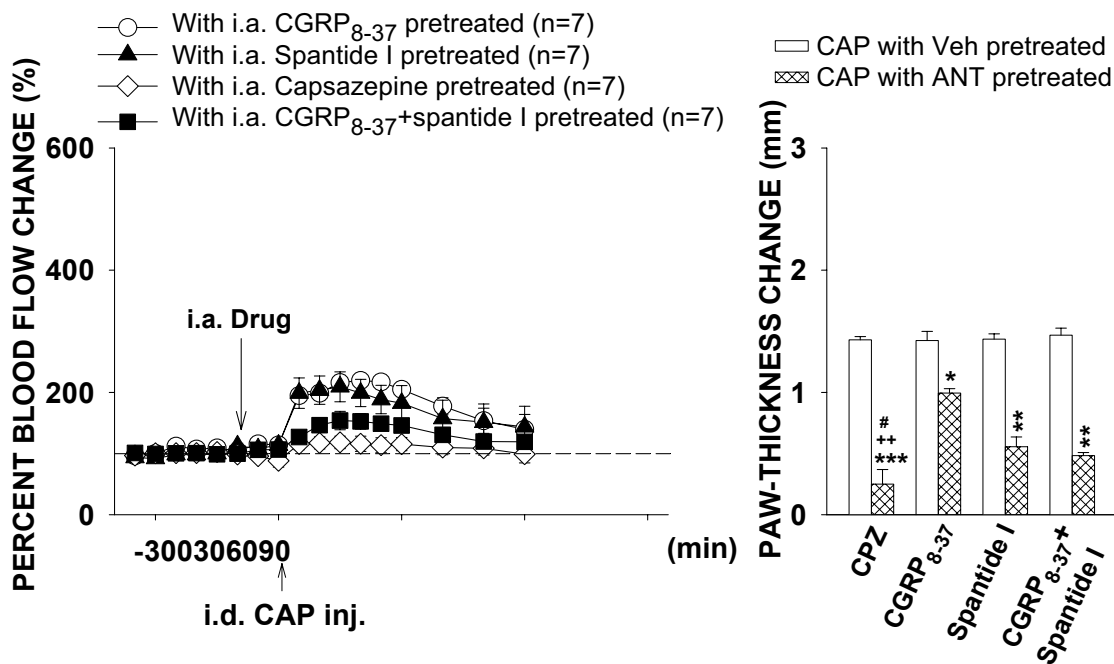 With i.a. CGRP8-37 pretreated (n=7)
With i.a. Spantide I pretreated (n=7)
With i.a. Capsazepine pretreated (n=7)
With i.a. CGRP8-37+spantide I pretreated (n=7)
PERCENT BLOOD FLOW CHANGE (%)
600
400
200
0
i.a. Drug
-300306090
(min)
i.d. CAP inj.
CAP with Veh pretreated
CAP with ANT pretreated
PAW-THICKNESS CHANGE (mm)
3
2
1
0
#
++
***
*
**
**
CPZ
CGRP8-37
Spantide I
CGRP8-37+
Spantide I